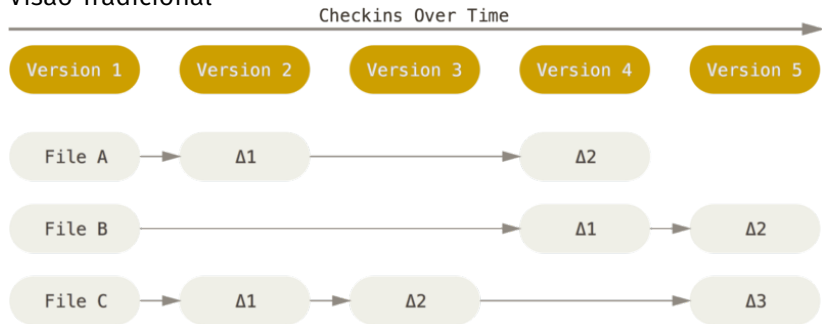 Visão Tradicional
Checkins Over Time
Version 1 Version 2 Version 3 Version 4 Version 5
File A Δ1 Δ2
File B Δ1 Δ2
File C Δ1 Δ2 Δ3